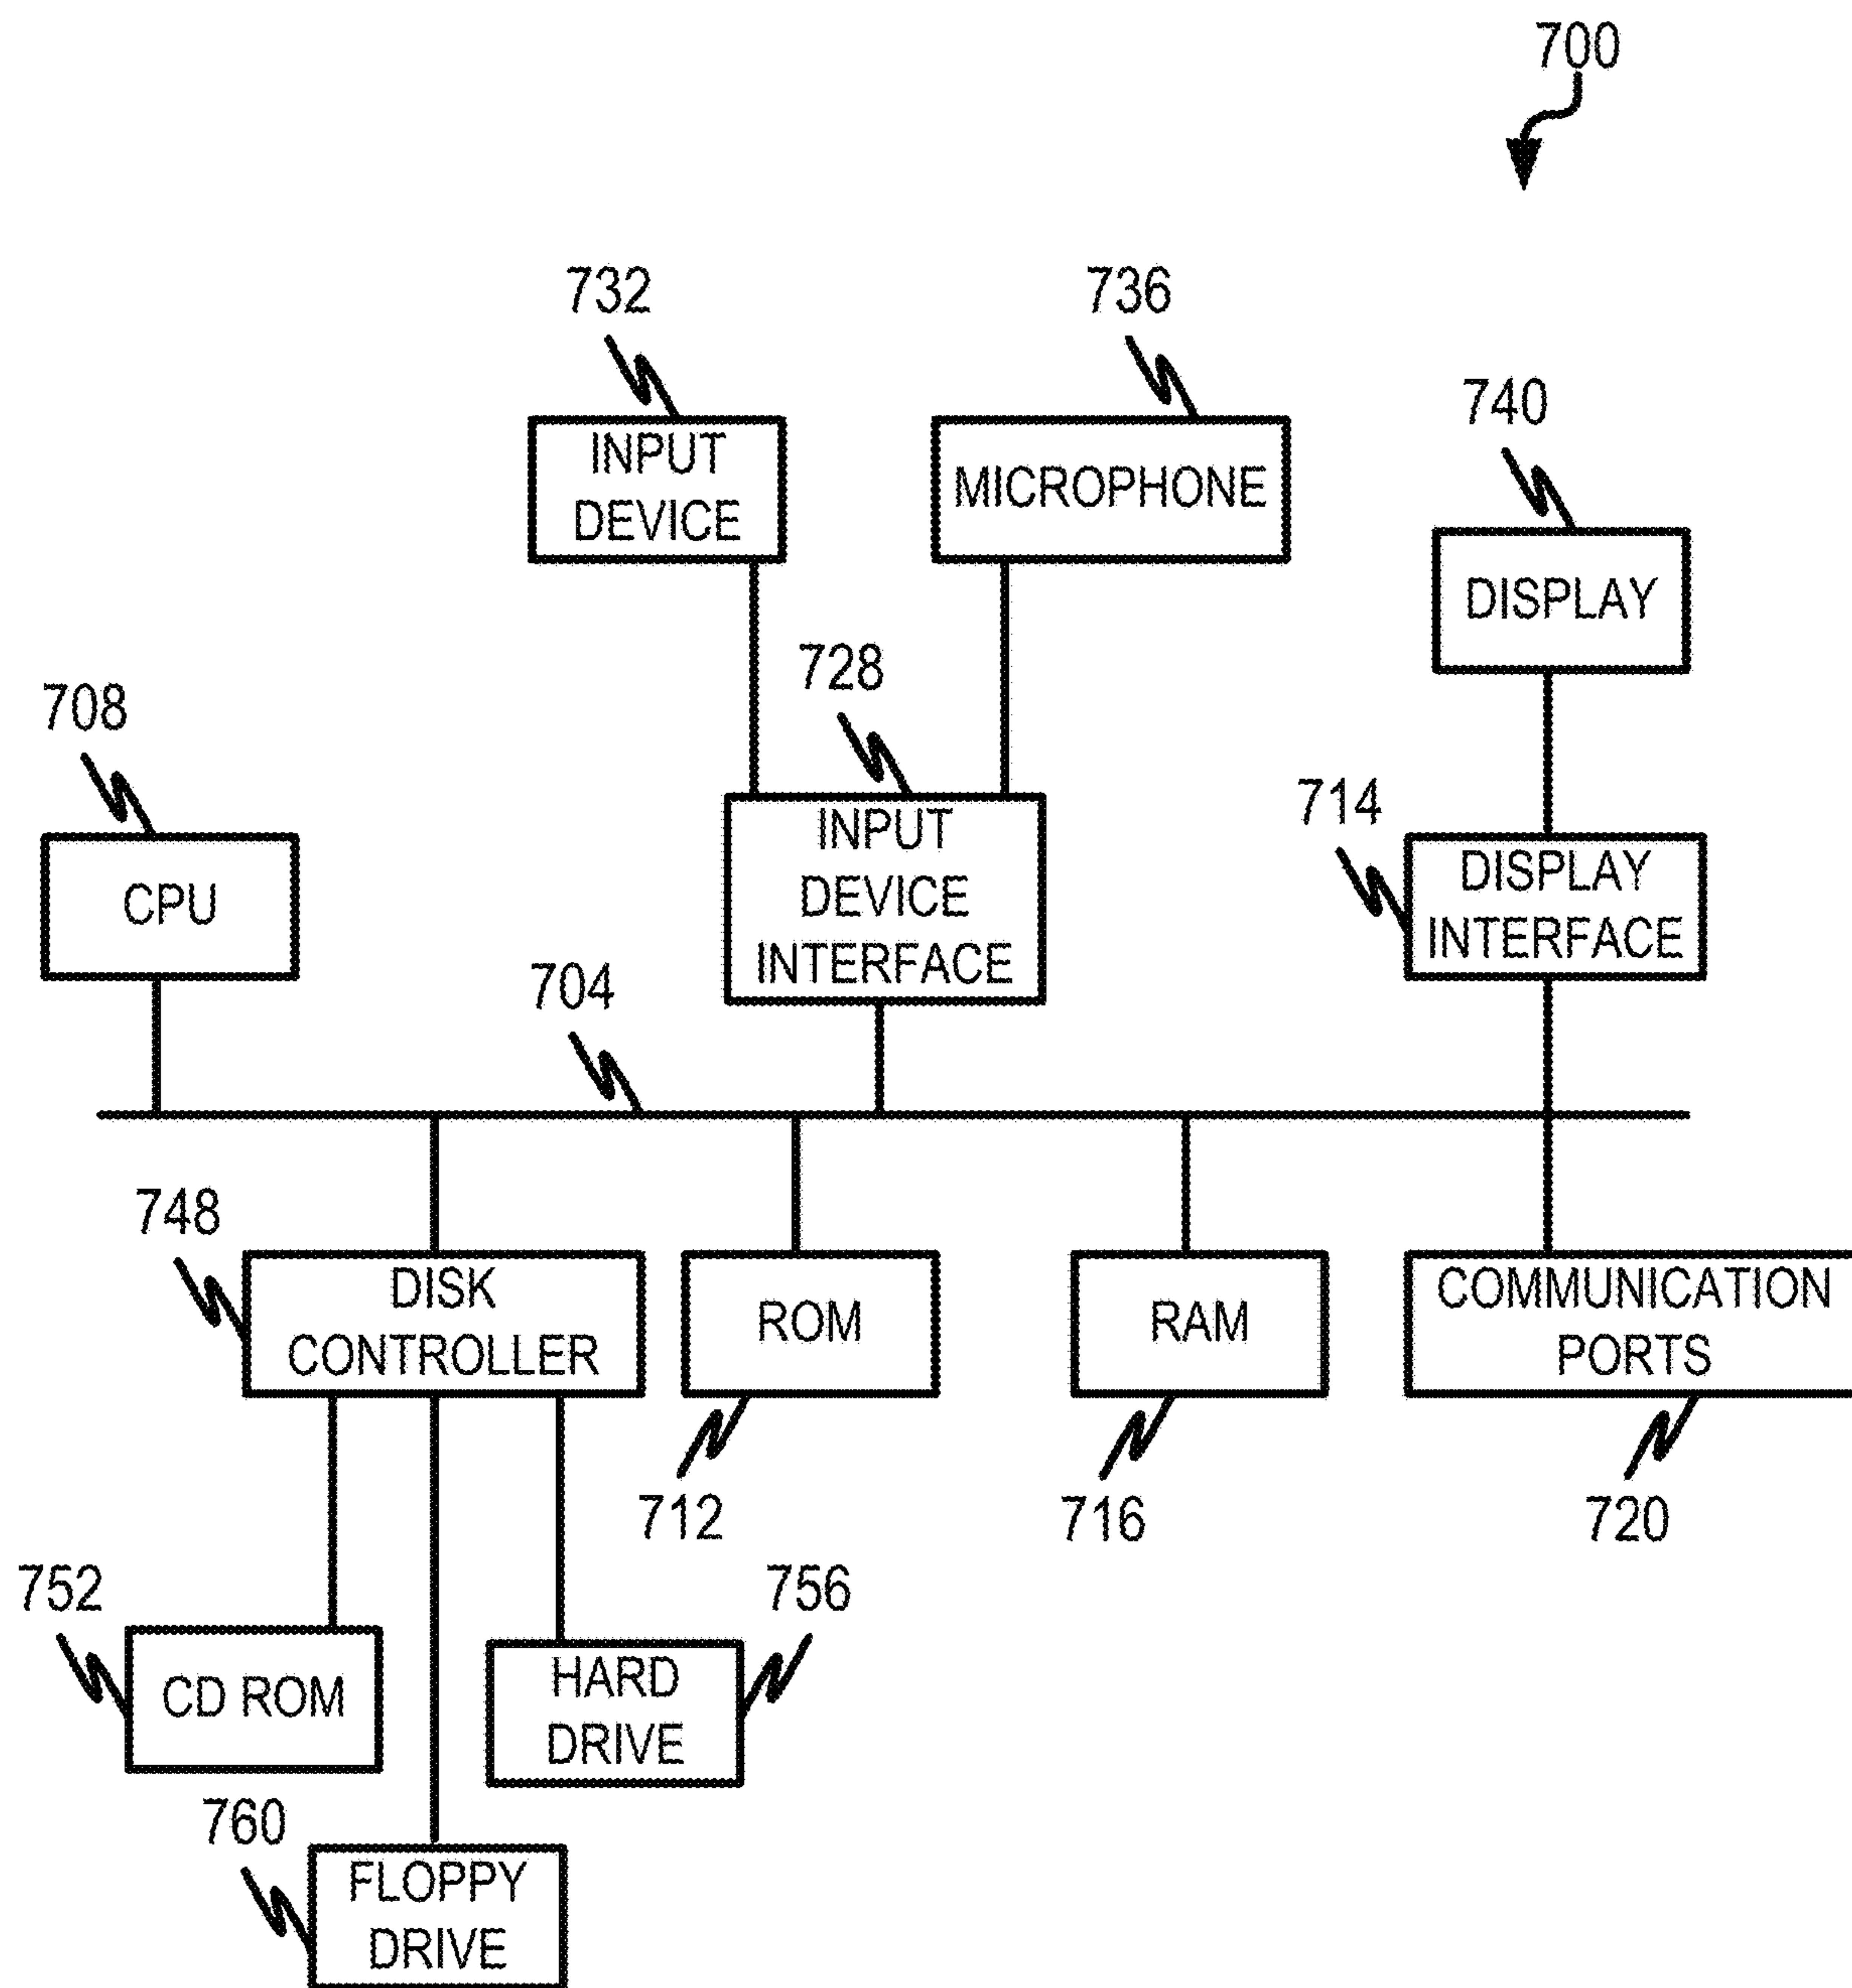 700
732
736
740
INPUT
DEVICE
MICROPHONE
DISPLAY
728
708
714
INPUT
DEVICE
INTERFACE
DISPLAY
INTERFACE
CPU
704
748
DISK
CONTROLLER
ROM
RAM
COMMUNICATION
PORTS
712
716
720
752
756
CD ROM
HARD
DRIVE
760
FLOPPY
DRIVE